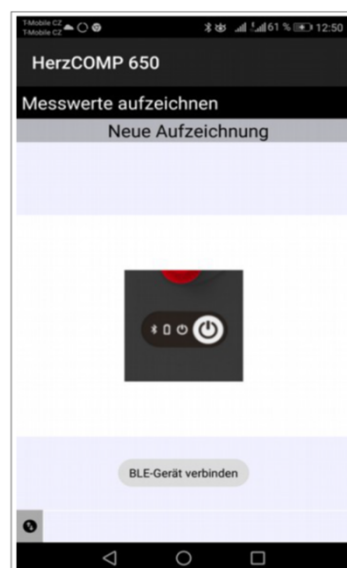 T-Mobile CZ
T-Mobile CZ
61 % 12:50
HerzCOMP 650
Messwerte aufzeichnen
Neue Aufzeichnung
BLE-Gerät verbinden